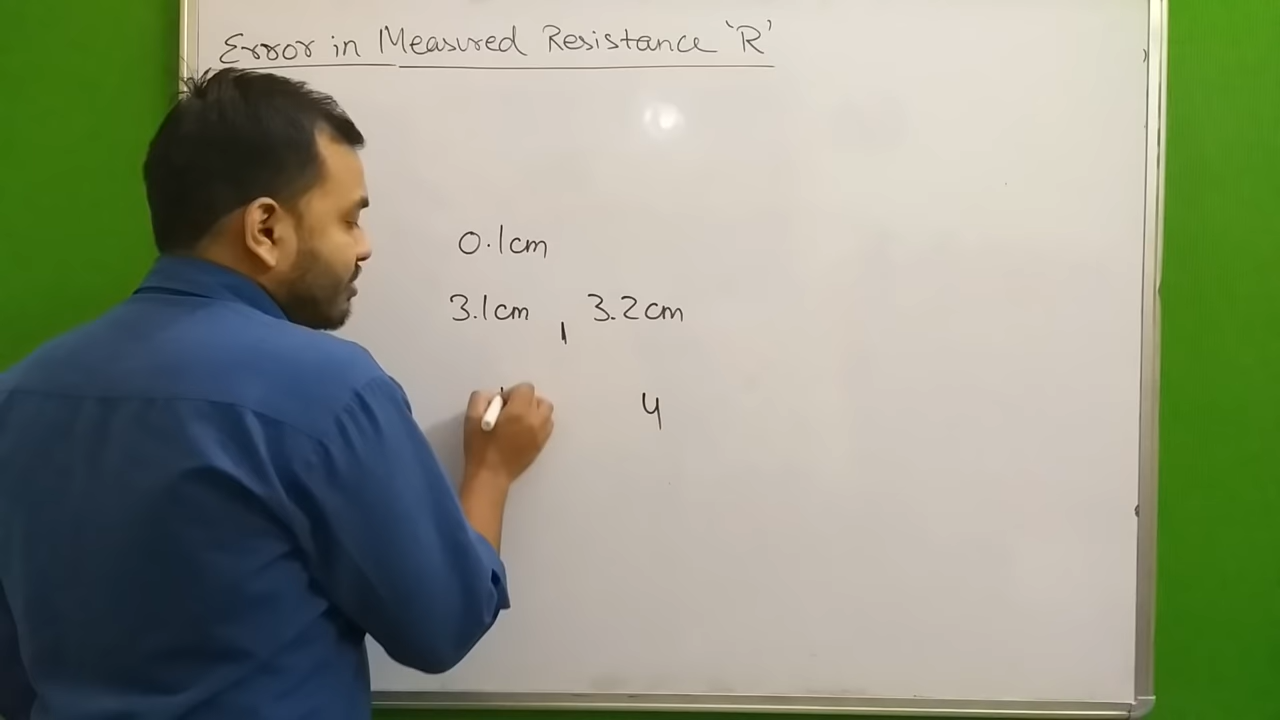 Error in Measured Resistance 'R'
0.1cm
3.1cm , 3.2cm
4